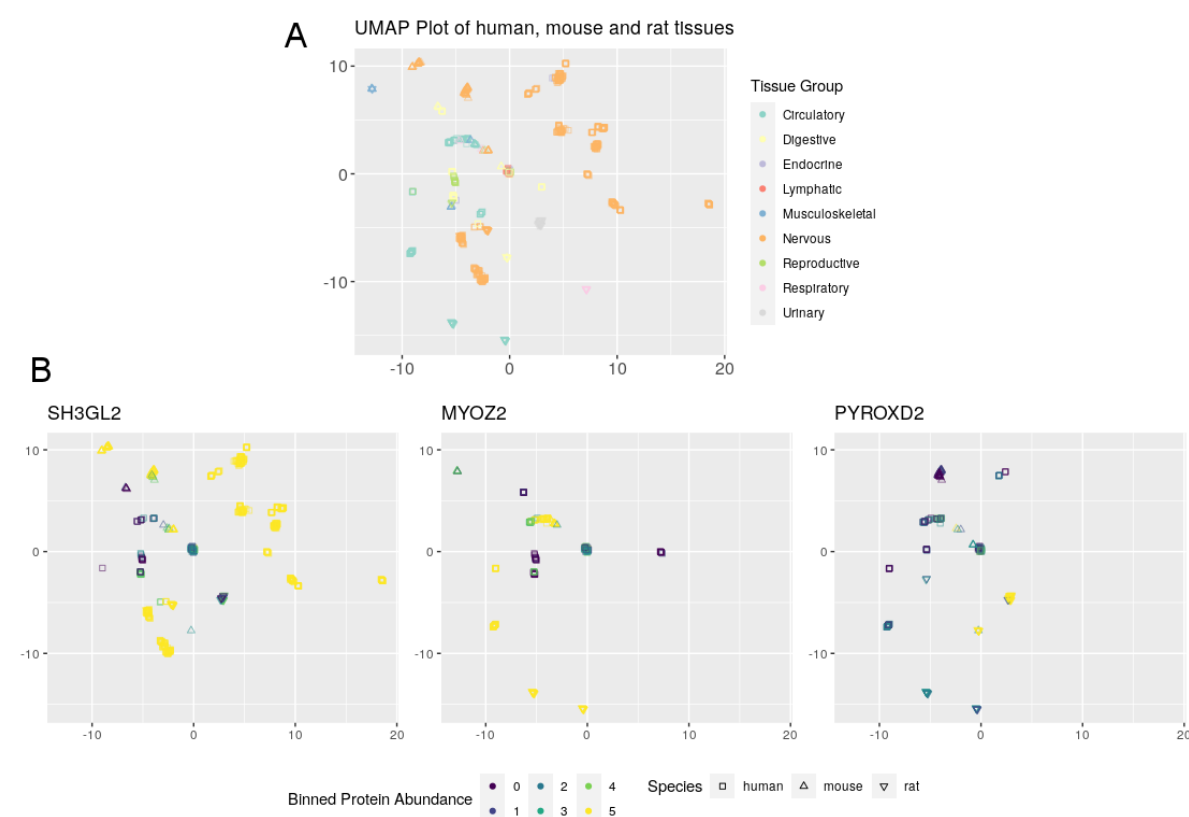 A
UMAP Plot of human, mouse and rat tissues
10
0
-10
-10 0 10 20
Tissue Group
Circulatory
Digestive
Endocrine
Lymphatic
Musculoskeletal
Nervous
Reproductive
Respiratory
Urinary
B
SH3GL2
10
0
-10
-10 0 10 20
MYOZ2
10
0
-10
-10 0 10 20
PYROXD2
10
0
-10
-10 0 10 20
Binned Protein Abundance
0 2 4
1 3 5
Species human mouse rat